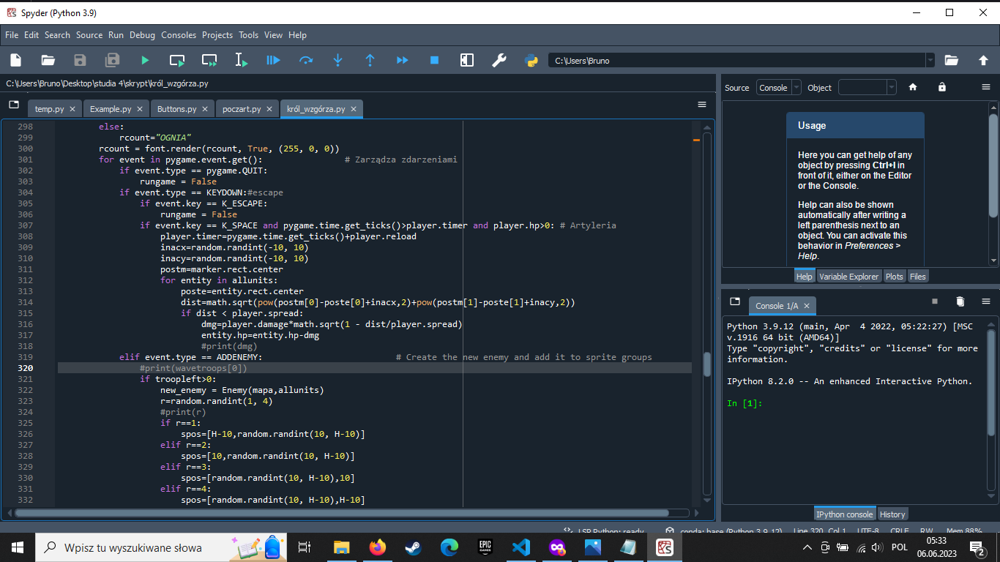 Spyder (Python 3.9)
File Edit Search Source Run Debug Consoles Projects Tools View Help
C:\Users\Bruno
C:\Users\Bruno\Desktop\studia 4\skrypt\król_wzgórza.py
temp.py Example.py Buttons.py poczart.py król_wzgórza.py
298 else:
299 rcount="OGNIA"
300 rcount = font.render(rcount, True, (255, 0, 0))
301 for event in pygame.event.get(): # Zarządza zdarzeniami
302 if event.type == pygame.QUIT:
303 rungame = False
304 if event.type == KEYDOWN:#escape
305 if event.key == K_ESCAPE:
306 rungame = False
307 if event.key == K_SPACE and pygame.time.get_ticks()>player.timer and player.hp>0: # Artyleria
308 player.timer=pygame.time.get_ticks()+player.reload
309 inacx=random.randint(-10, 10)
310 inacy=random.randint(-10, 10)
311 postm=marker.rect.center
312 for entity in allunits:
313 poste=entity.rect.center
314 dist=math.sqrt(pow(postm[0]-poste[0]+inacx,2)+pow(postm[1]-poste[1]+inacy,2))
315 if dist < player.spread:
316 dmg=player.damage*math.sqrt(1 - dist/player.spread)
317 entity.hp=entity.hp-dmg
318 #print(dmg)
319 elif event.type == ADDENEMY: # Create the new enemy and add it to sprite groups
320 #print(wavetroops[0])
321 if troopleft>0:
322 new_enemy = Enemy(mapa,allunits)
323 r=random.randint(1, 4)
324 #print(r)
325 if r==1:
326 spos=[H-10,random.randint(10, H-10)]
327 elif r==2:
328 spos=[10,random.randint(10, H-10)]
329 elif r==3:
330 spos=[random.randint(10, H-10),10]
331 elif r==4:
332 spos=[random.randint(10, H-10),H-10]
Source Console Object
Usage
Here you can get help of any
object by pressing Ctrl+I in
front of it, either on the Editor
or the Console.
Help can also be shown
automatically after writing a
left parenthesis next to an
object. You can activate this
behavior in Preferences >
Help.
Help Variable Explorer Plots Files
Console 1/A
Python 3.9.12 (main, Apr  4 2022, 05:22:27) [MSC
v.1916 64 bit (AMD64)]
Type "copyright", "credits" or "license" for more
information.
IPython 8.2.0 -- An enhanced Interactive Python.
In [1]:
IPython console History
LSP Python: ready conda: base (Python 3.9.12) Line 320, Col 1 UTF-8 CRLF RW Mem 88%
Wpisz tu wyszukiwane słowa
EPIC
GAMES
POL
05:33
06.06.2023
2